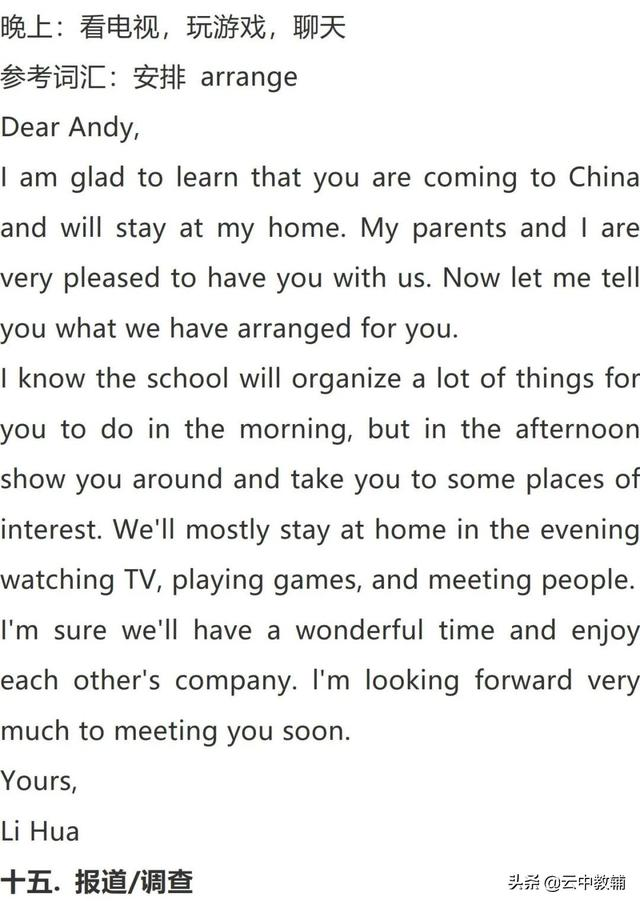 晚上：看电视，玩游戏，聊天
参考词汇：安排 arrange
Dear Andy,
I am glad to learn that you are coming to China
and will stay at my home. My parents and I are
very pleased to have you with us. Now let me tell
you what we have arranged for you.
I know the school will organize a lot of things for
you to do in the morning, but in the afternoon
show you around and take you to some places of
interest. We'll mostly stay at home in the evening
watching TV, playing games, and meeting people.
I'm sure we'll have a wonderful time and enjoy
each other's company. l'm looking forward very
much to meeting you soon.
Yours,
Li Hua
十五. 报道/调查
头条 @云中教辅